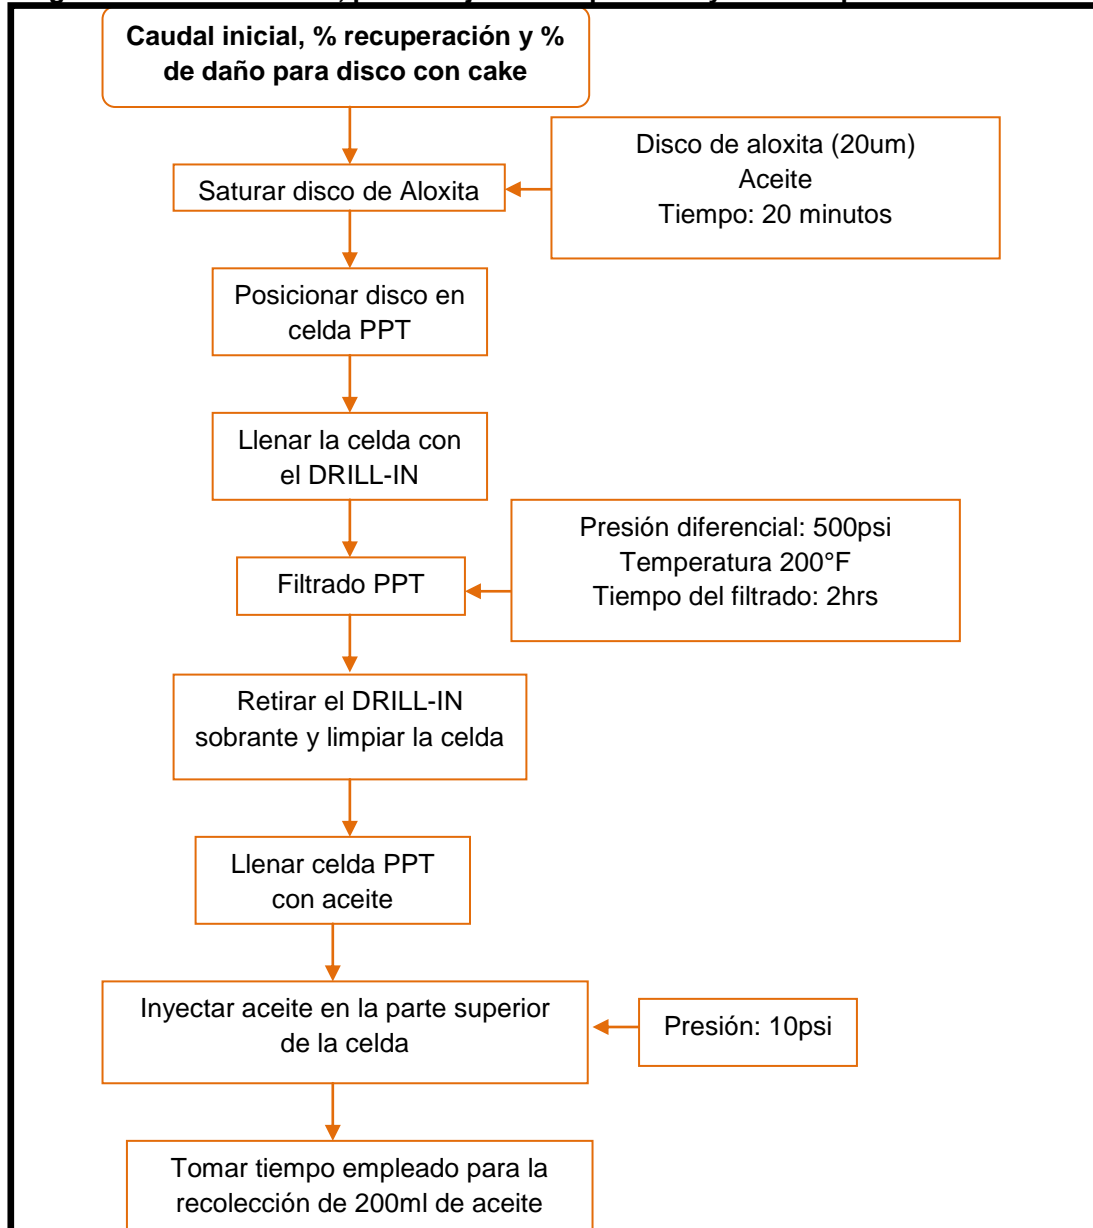 Caudal inicial, % recuperación y %
de daño para disco con cake
Disco de aloxita (20um)
Aceite
Tiempo: 20 minutos
Saturar disco de Aloxita
Posicionar disco en
celda PPT
Llenar la celda con
el DRILL-IN
Presión diferencial: 500psi
Temperatura 200°F
Tiempo del filtrado: 2hrs
Filtrado PPT
Retirar el DRILL-IN
sobrante y limpiar la celda
Llenar celda PPT
con aceite
Inyectar aceite en la parte superior
de la celda
Presión: 10psi
Tomar tiempo empleado para la
recolección de 200ml de aceite